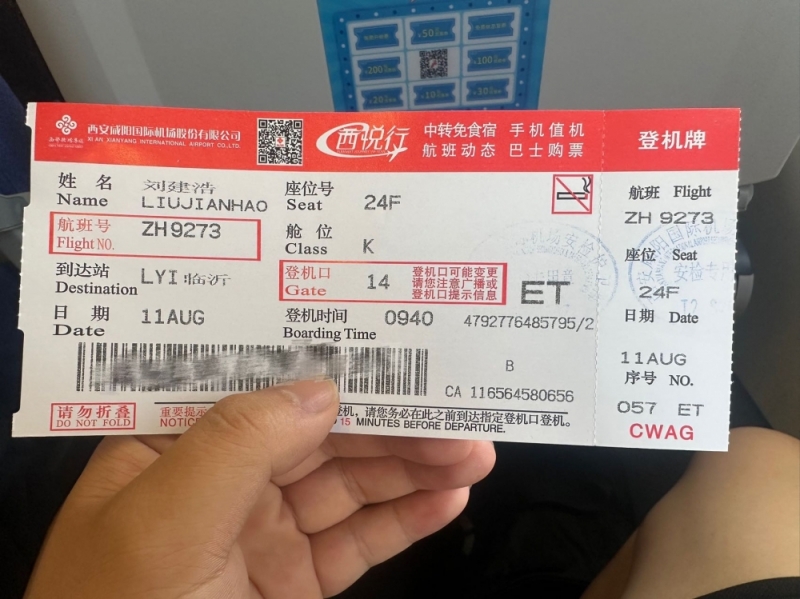 西安咸阳国际机场股份有限公司
XI AN XIANYANG INTERNATIONAL AIRPORT CO.,LTD
西悦行
中转免食宿 手机值机
航班动态 巴士购票
登机牌
姓 名 刘建浩
Name LIUJIANHAO
座位号
Seat 24F
航班号 ZH9273
Flight NO.
舱 位
Class K
到达站 LYI 临沂
Destination
登机口 14
Gate
登机口可能变更
请您注意广播或
登机口提示信息
ET
日 期 11AUG
Date
登机时间 0940
Boarding Time
4792776485795/2
B
CA 116564580656
请勿折叠
DO NOT FOLD
重要提示
NOTICE
登机,请您务必在此之前到达指定登机口登机。
15 MINUTES BEFORE DEPARTURE.
航班 Flight
ZH 9273
座位 Seat
24F
日期 Date
11AUG
序号 NO.
057 ET
CWAG
50
200
100
20
10
30